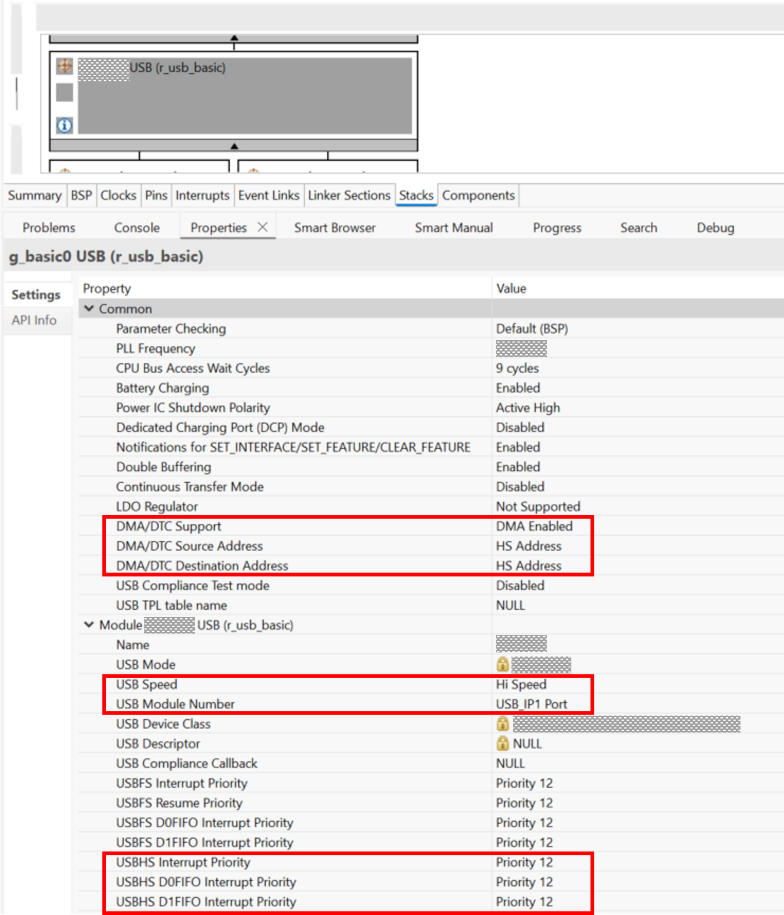 USB (r_usb_basic)
Summary BSP Clocks Pins Interrupts Event Links Linker Sections Stacks Components
Problems Console Properties Smart Browser Smart Manual Progress Search Debug
g_basic0 USB (r_usb_basic)
Settings
API Info
Property Value
Common
Parameter Checking Default (BSP)
PLL Frequency
CPU Bus Access Wait Cycles 9 cycles
Battery Charging Enabled
Power IC Shutdown Polarity Active High
Dedicated Charging Port (DCP) Mode Disabled
Notifications for SET_INTERFACE/SET_FEATURE/CLEAR_FEATURE Enabled
Double Buffering Enabled
Continuous Transfer Mode Disabled
LDO Regulator Not Supported
DMA/DTC Support DMA Enabled
DMA/DTC Source Address HS Address
DMA/DTC Destination Address HS Address
USB Compliance Test mode Disabled
USB TPL table name NULL
Module USB (r_usb_basic)
Name
USB Mode
USB Speed Hi Speed
USB Module Number USB_IP1 Port
USB Device Class
USB Descriptor NULL
USB Compliance Callback NULL
USBFS Interrupt Priority Priority 12
USBFS Resume Priority Priority 12
USBFS D0FIFO Interrupt Priority Priority 12
USBFS D1FIFO Interrupt Priority Priority 12
USBHS Interrupt Priority Priority 12
USBHS D0FIFO Interrupt Priority Priority 12
USBHS D1FIFO Interrupt Priority Priority 12